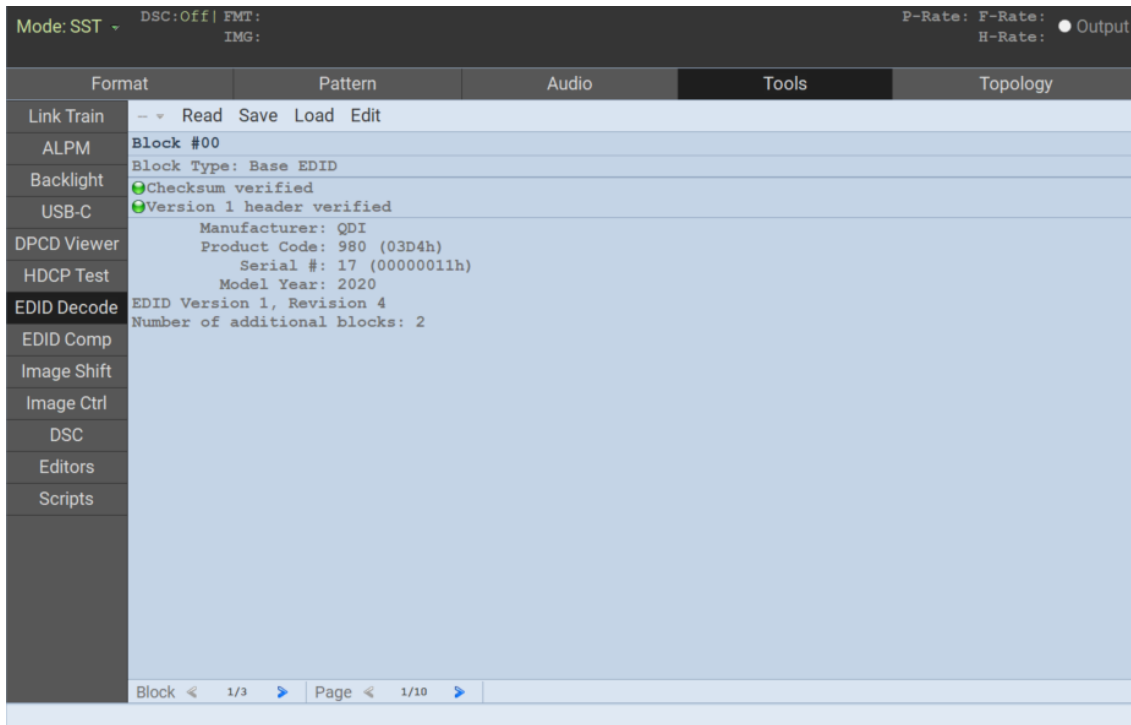 Mode: SST
DSC:Off| FMT:
IMG:
P-Rate: F-Rate:
H-Rate:
Output
Format Pattern Audio Tools Topology
Link Train
ALPM
Backlight
USB-C
DPCD Viewer
HDCP Test
EDID Decode
EDID Comp
Image Shift
Image Ctrl
DSC
Editors
Scripts
– Read Save Load Edit
Block #00
Block Type: Base EDID
Checksum verified
Version 1 header verified
Manufacturer: QDI
Product Code: 980 (03D4h)
Serial #: 17 (00000011h)
Model Year: 2020
EDID Version 1, Revision 4
Number of additional blocks: 2
Block 1/3 Page 1/10